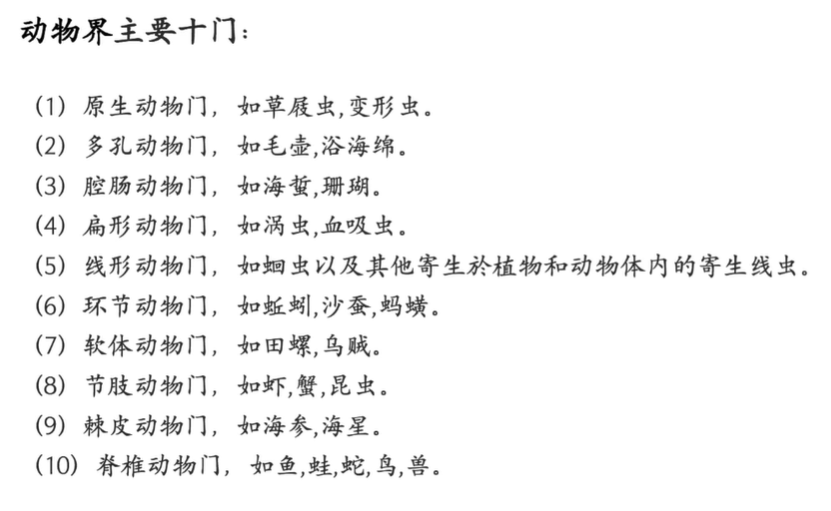 动物界主要十门：
(1) 原生动物门， 如草履虫,变形虫。
(2) 多孔动物门， 如毛壶,浴海绵。
(3) 腔肠动物门， 如海蜇,珊瑚。
(4) 扁形动物门， 如涡虫,血吸虫。
(5) 线形动物门， 如蛔虫以及其他寄生於植物和动物体内的寄生线虫。
(6) 环节动物门， 如蚯蚓,沙蚕,蚂蟥。
(7) 软体动物门， 如田螺,乌贼。
(8) 节肢动物门， 如虾,蟹,昆虫。
(9) 棘皮动物门， 如海参,海星。
(10) 脊椎动物门， 如鱼,蛙,蛇,鸟,兽。